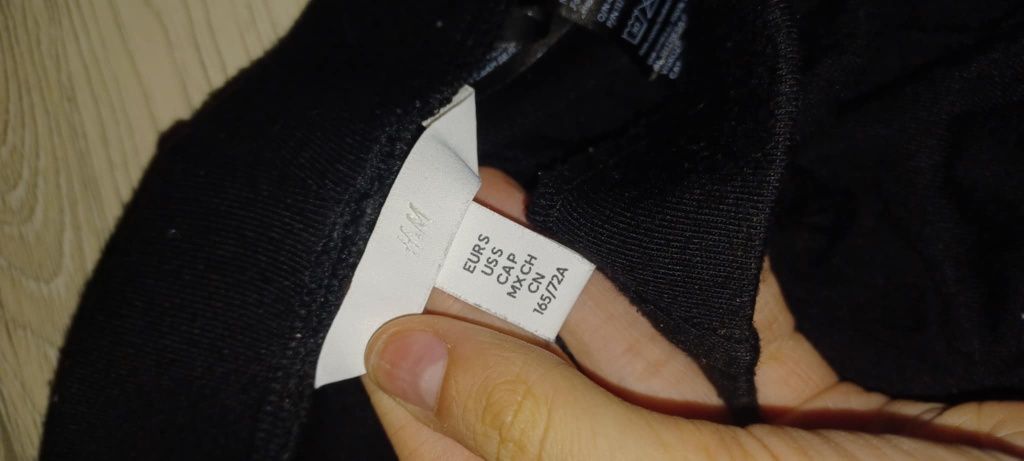 H&M
EUR S
US S
CA P
MX CH
CN
165/72A